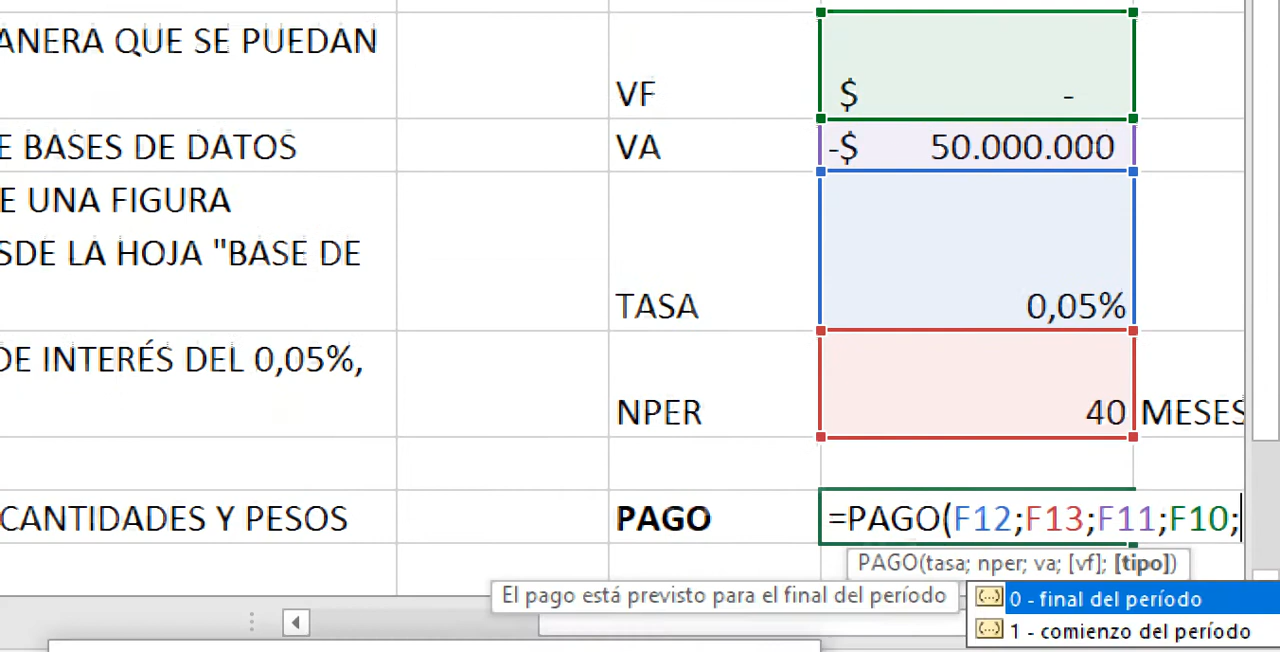 ANERA QUE SE PUEDAN
VF $ -
E BASES DE DATOS VA -$ 50.000.000
E UNA FIGURA
SDE LA HOJA "BASE DE
TASA 0,05%
DE INTERÉS DEL 0,05%,
NPER 40 MESES
CANTIDADES Y PESOS PAGO =PAGO(F12;F13;F11;F10;
PAGO(tasa; nper; va; [vf]; [tipo])
El pago está previsto para el final del período
0 - final del período
1 - comienzo del período